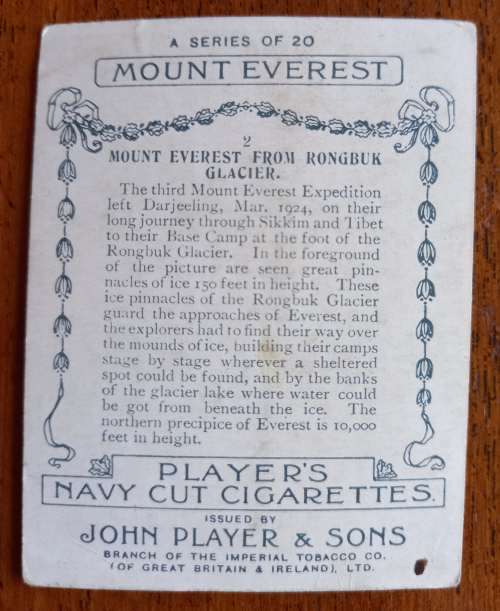 A SERIES OF 20
MOUNT EVEREST
2
MOUNT EVEREST FROM RONGBUK
GLACIER.
The third Mount Everest Expedition
left Darjeeling, Mar. 1924, on their
long journey through Sikkim and Tibet
to their Base Camp at the foot of the
Rongbuk Glacier. In the foreground
of the picture are seen great pin-
nacles of ice 150 feet in height. These
ice pinnacles of the Rongbuk Glacier
guard the approaches of Everest, and
the explorers had to find their way over
the mounds of ice, building their camps
stage by stage wherever a sheltered
spot could be found, and by the banks
of the glacier lake where water could
be got from beneath the ice. The
northern precipice of Everest is 10,000
feet in height.
PLAYER'S
NAVY CUT CIGARETTES.
ISSUED BY
JOHN PLAYER & SONS
BRANCH OF THE IMPERIAL TOBACCO CO.
(OF GREAT BRITAIN & IRELAND), LTD.